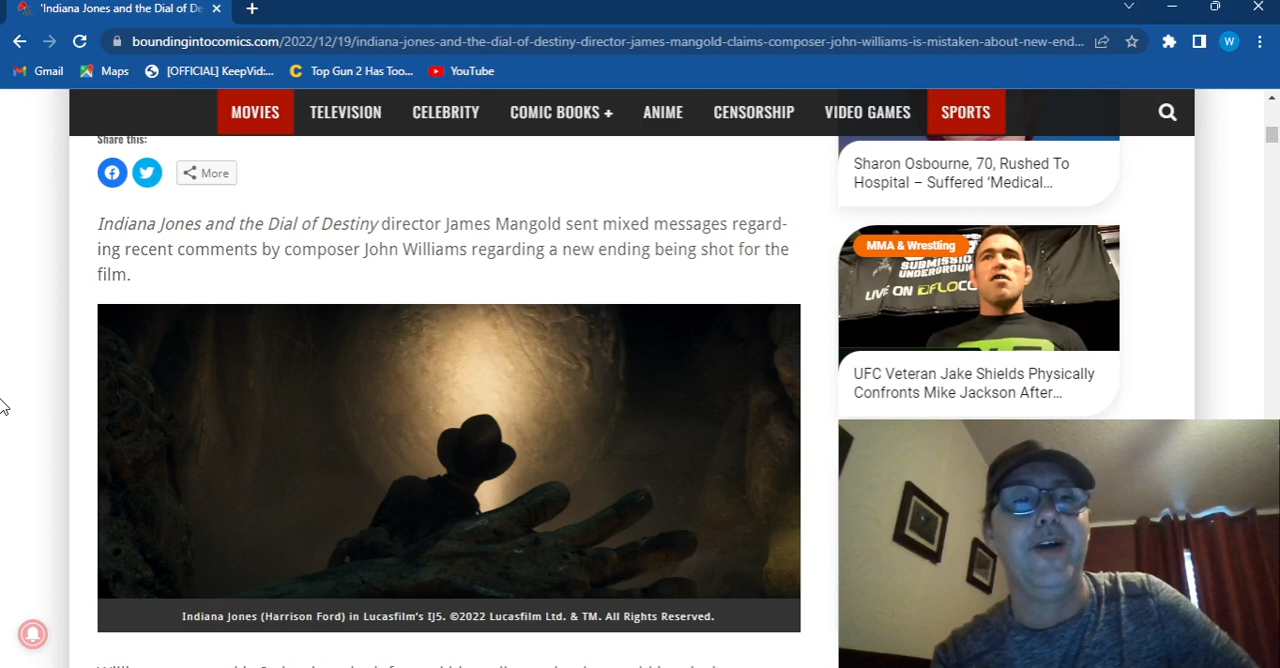 'Indiana Jones and the Dial of De
boundingintocomics.com/2022/12/19/indiana-jones-and-the-dial-of-destiny-director-james-mangold-claims-composer-john-williams-is-mistaken-about-new-end...
W
Gmail
Maps
[OFFICIAL] KeepVid:...
Top Gun 2 Has Too...
YouTube
MOVIES
TELEVISION
CELEBRITY
COMIC BOOKS +
ANIME
CENSORSHIP
VIDEO GAMES
SPORTS
Share this:
More
Indiana Jones and the Dial of Destiny director James Mangold sent mixed messages regard-
ing recent comments by composer John Williams regarding a new ending being shot for the
film.
Indiana Jones (Harrison Ford) in Lucasfilm's IJ5. ©2022 Lucasfilm Ltd. & TM. All Rights Reserved.
Sharon Osbourne, 70, Rushed To
Hospital – Suffered 'Medical...
MMA & Wrestling
SUBMISSION
UNDERGROUND
LIVE ON FLOCO
UFC Veteran Jake Shields Physically
Confronts Mike Jackson After...